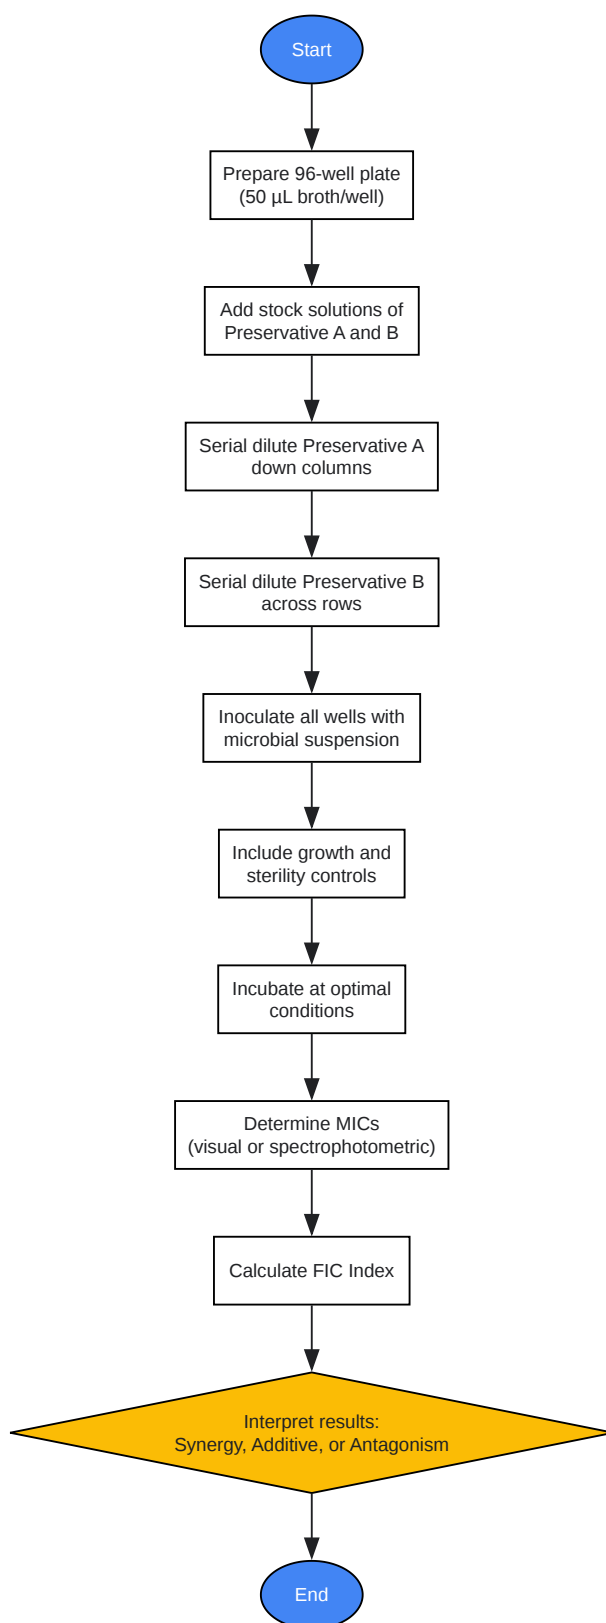 Start
Prepare 96-well plate
(50 µL broth/well)
Add stock solutions of
Preservative A and B
Serial dilute Preservative A
down columns
Serial dilute Preservative B
across rows
Inoculate all wells with
microbial suspension
Include growth and
sterility controls
Incubate at optimal
conditions
Determine MICs
(visual or spectrophotometric)
Calculate FIC Index
Interpret results:
Synergy, Additive, or Antagonism
End